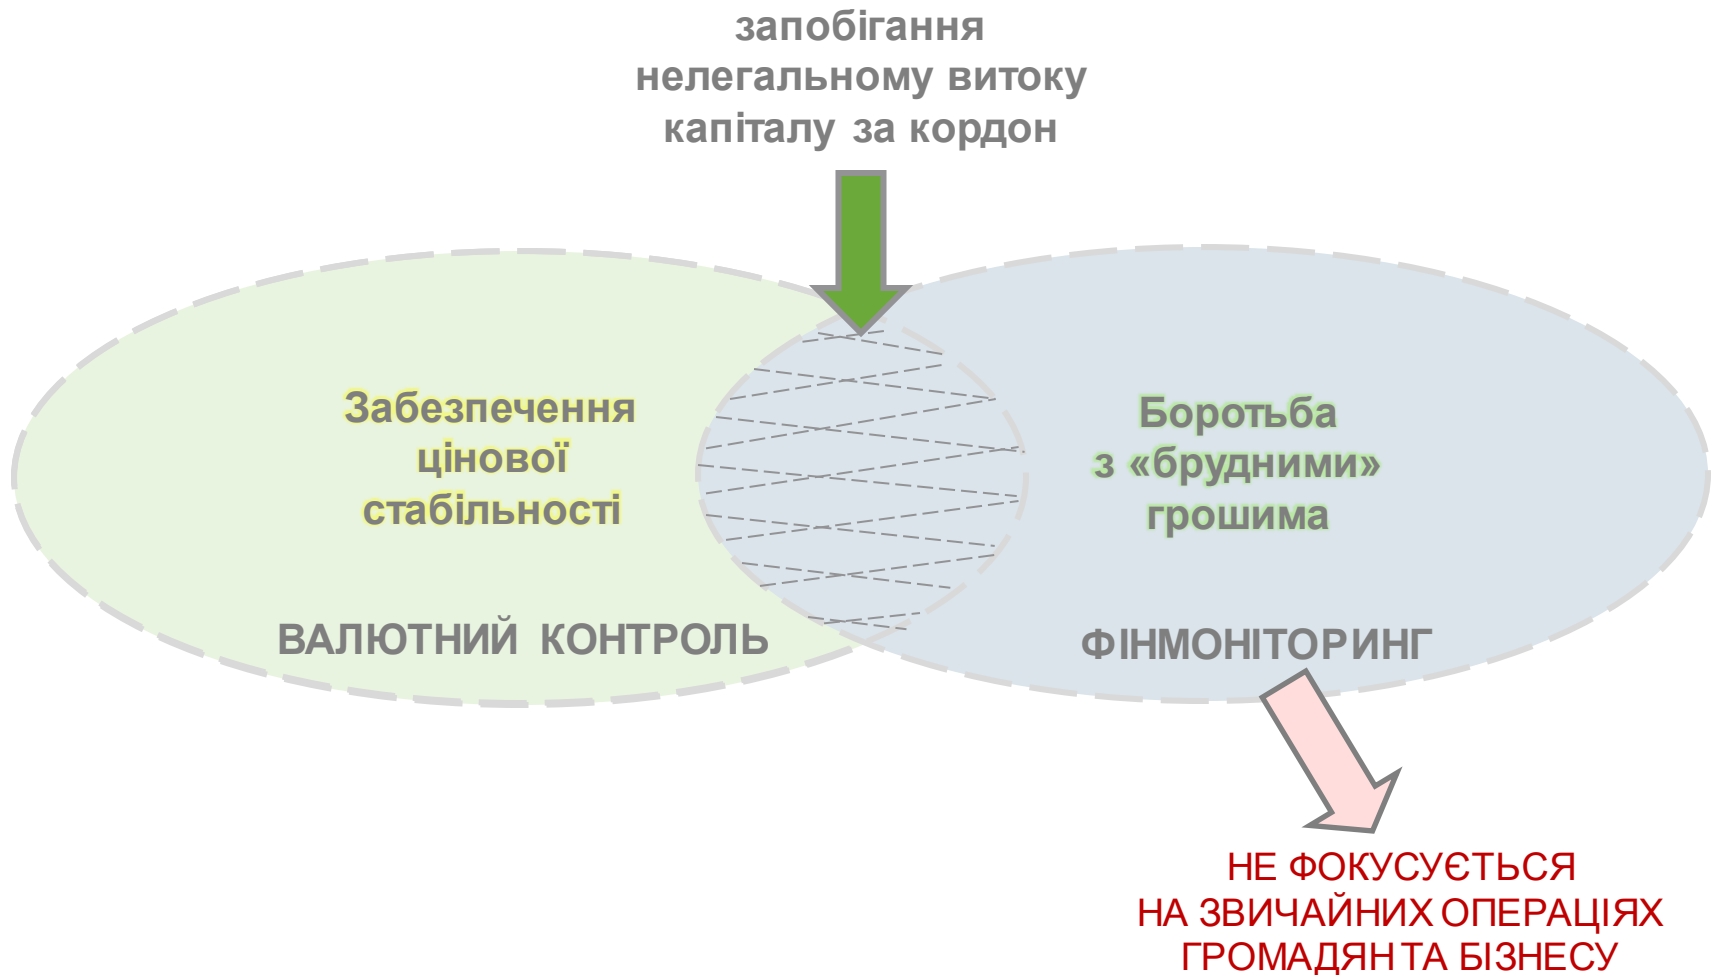 запобігання
нелегальному витоку
капіталу за кордон
Забезпечення
цінової
стабільності
ВАЛЮТНИЙ КОНТРОЛЬ
Боротьба
з «брудними»
грошима
ФІНМОНІТОРИНГ
НЕ ФОКУСУЄТЬСЯ
НА ЗВИЧАЙНИХ ОПЕРАЦІЯХ
ГРОМАДЯН ТА БІЗНЕСУ